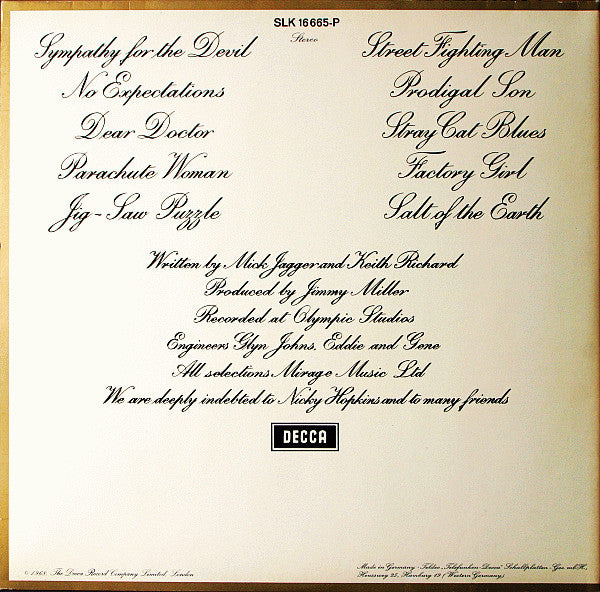 SLK 16665-P
Stereo
Sympathy for the Devil
No Expectations
Dear Doctor
Parachute Woman
Jig-Saw Puzzle
Street Fighting Man
Prodigal Son
Stray Cat Blues
Factory Girl
Salt of the Earth
Written by Mick Jagger and Keith Richard
Produced by Jimmy Miller
Recorded at Olympic Studios
Engineers Glyn Johns, Eddie and Gene
All selections Mirage Music Ltd
We are deeply indebted to Nicky Hopkins and to many friends
DECCA
© 1968 The Decca Record Company Limited, London
Made in Germany · Teldec „Telefunken-Decca" Schallplatten-Ges. mbH,
Heussweg 25, Hamburg 19 (Western Germany)